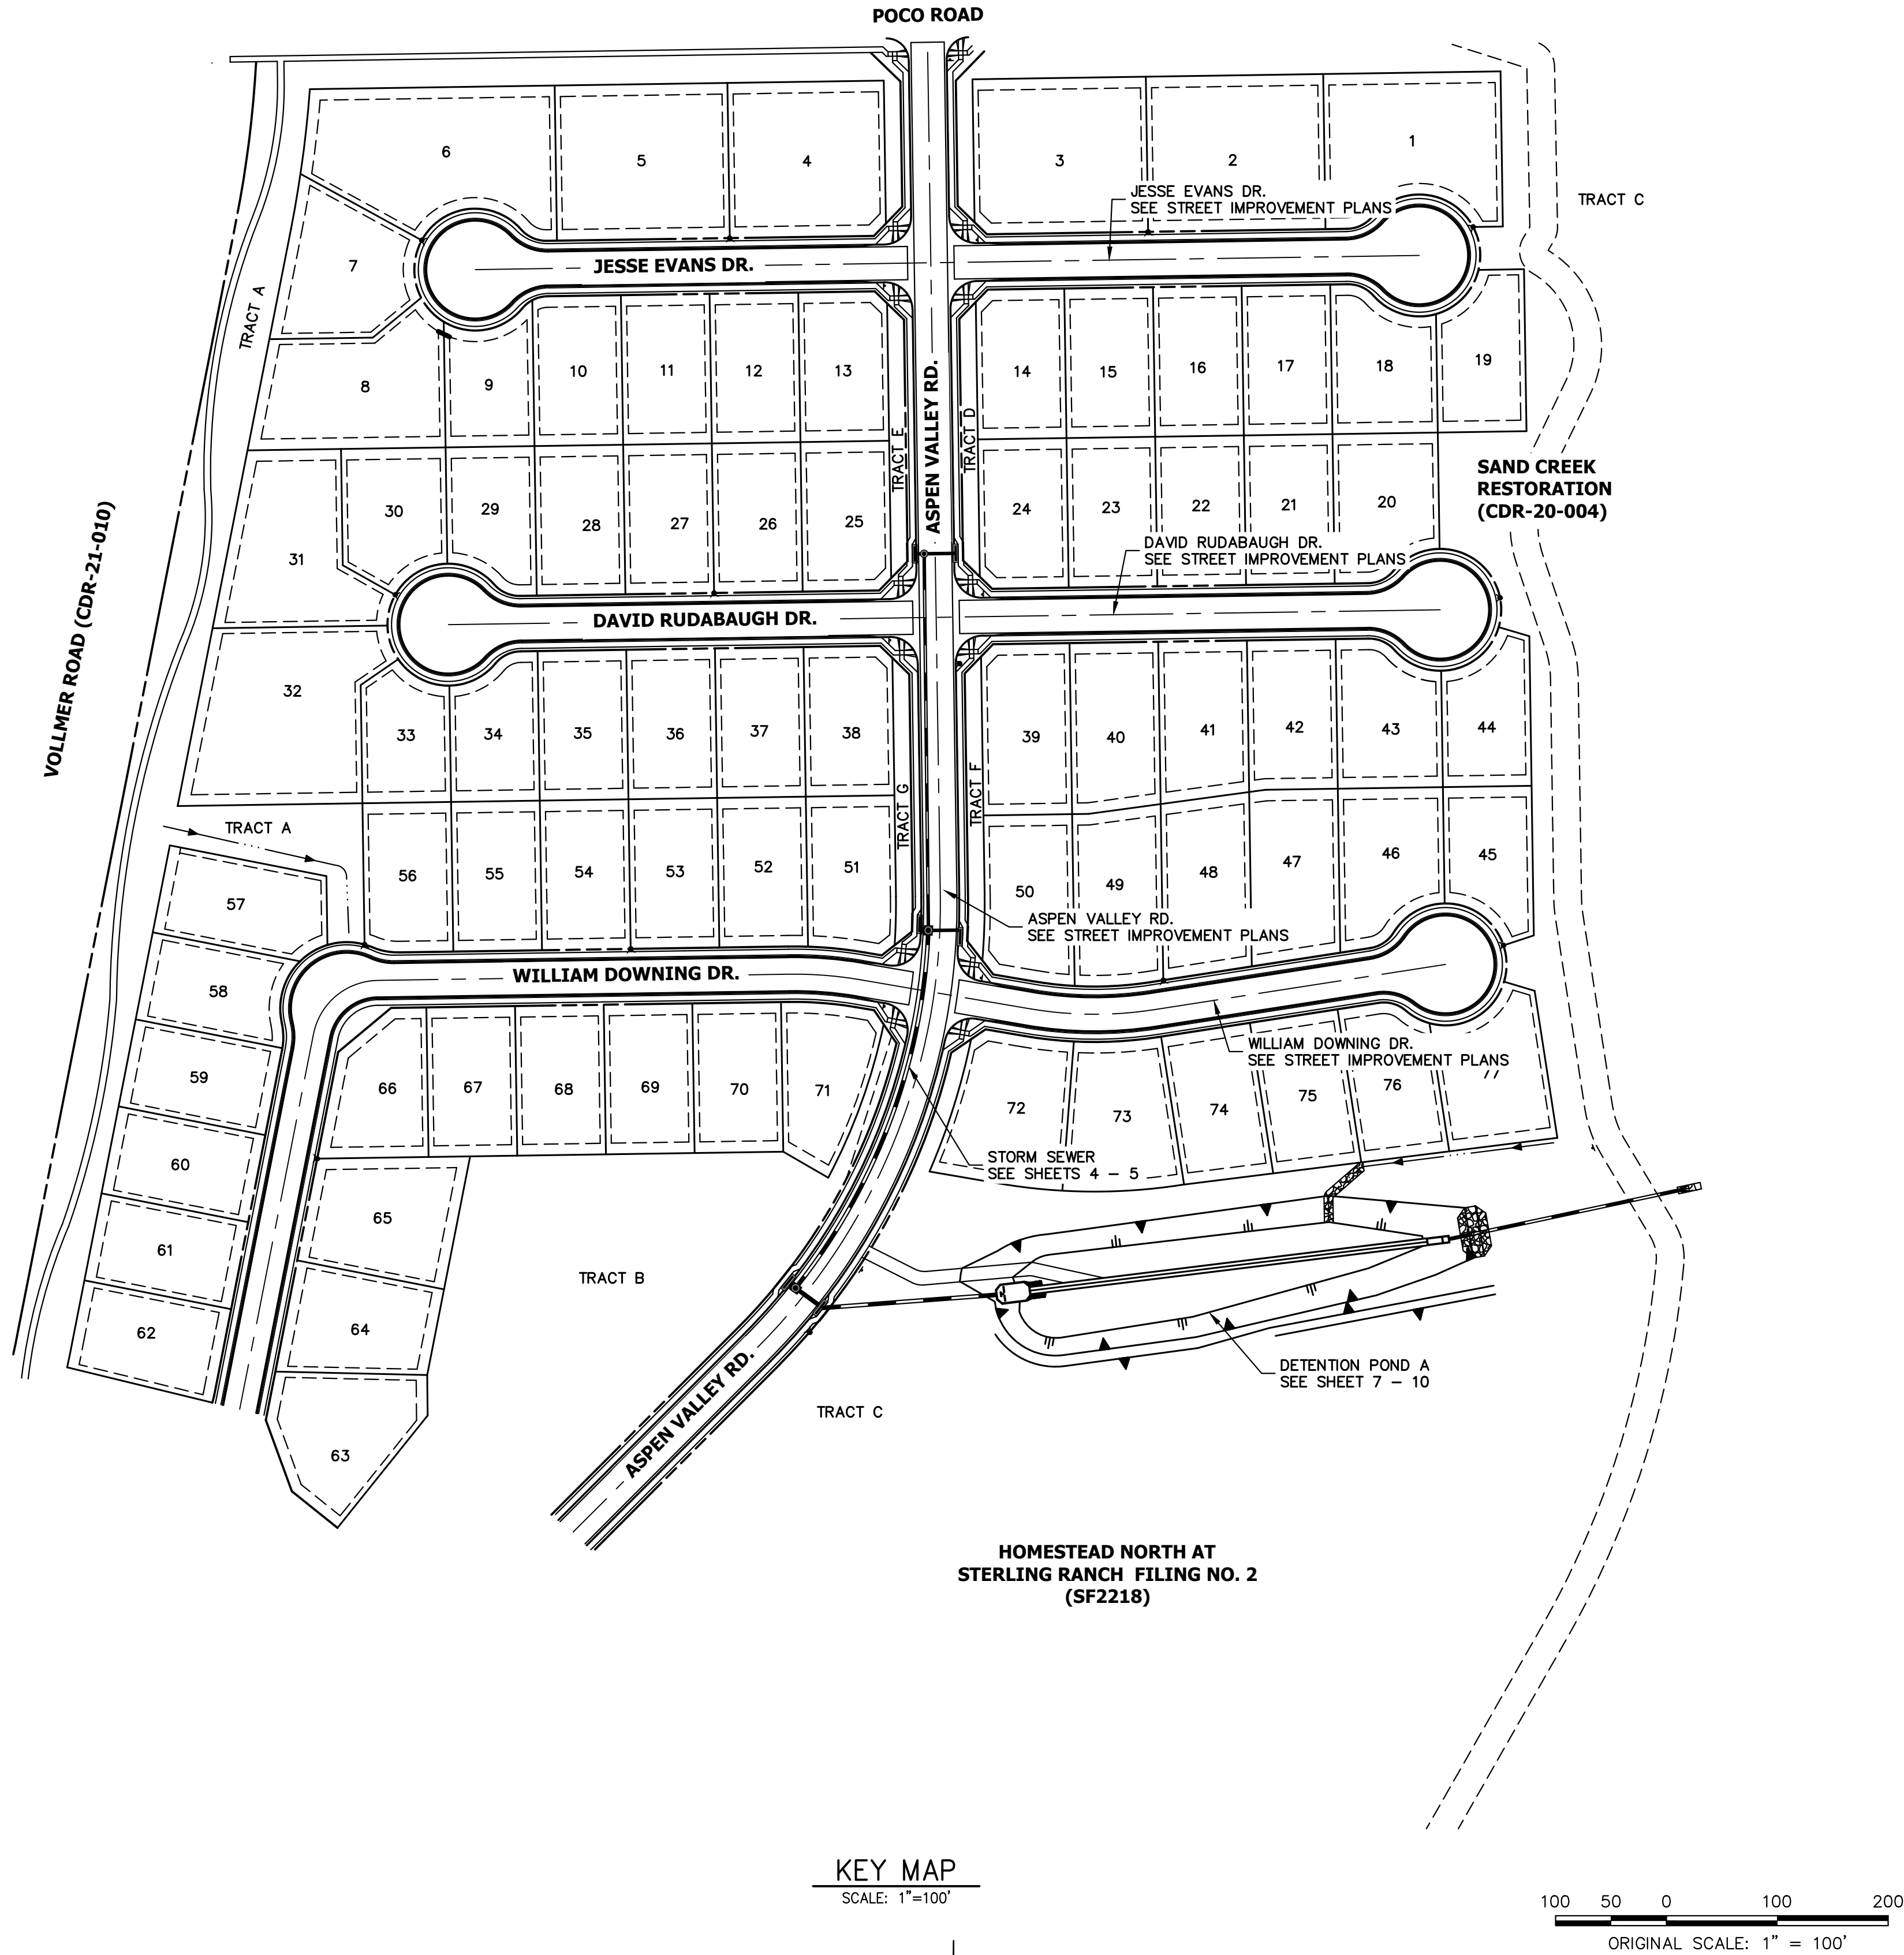 POCO ROAD
1
2
3
4
5
6
TRACT C
JESSE EVANS DR.
SEE STREET IMPROVEMENT PLANS
JESSE EVANS DR.
7
TRACT A
8
9
10
11
12
13
14
15
16
17
18
19
ASPEN VALLEY RD.
TRACT E
TRACT D
SAND CREEK
RESTORATION
(CDR-20-004)
VOLLMER ROAD (CDR-21-010)
31
30
29
28
27
26
25
24
23
22
21
20
DAVID RUDABAUGH DR.
SEE STREET IMPROVEMENT PLANS
DAVID RUDABAUGH DR.
32
33
34
35
36
37
38
39
40
41
42
43
44
TRACT G
TRACT F
TRACT A
56
55
54
53
52
51
50
49
48
47
46
45
57
ASPEN VALLEY RD.
SEE STREET IMPROVEMENT PLANS
WILLIAM DOWNING DR.
58
WILLIAM DOWNING DR.
SEE STREET IMPROVEMENT PLANS
59
66
67
68
69
70
71
72
73
74
75
76
60
STORM SEWER
SEE SHEETS 4 - 5
65
61
TRACT B
64
62
DETENTION POND A
SEE SHEET 7 - 10
ASPEN VALLEY RD.
TRACT C
63
HOMESTEAD NORTH AT
STERLING RANCH FILING NO. 2
(SF2218)
KEY MAP
SCALE: 1"=100'
100 50 0 100 200
ORIGINAL SCALE: 1" = 100'